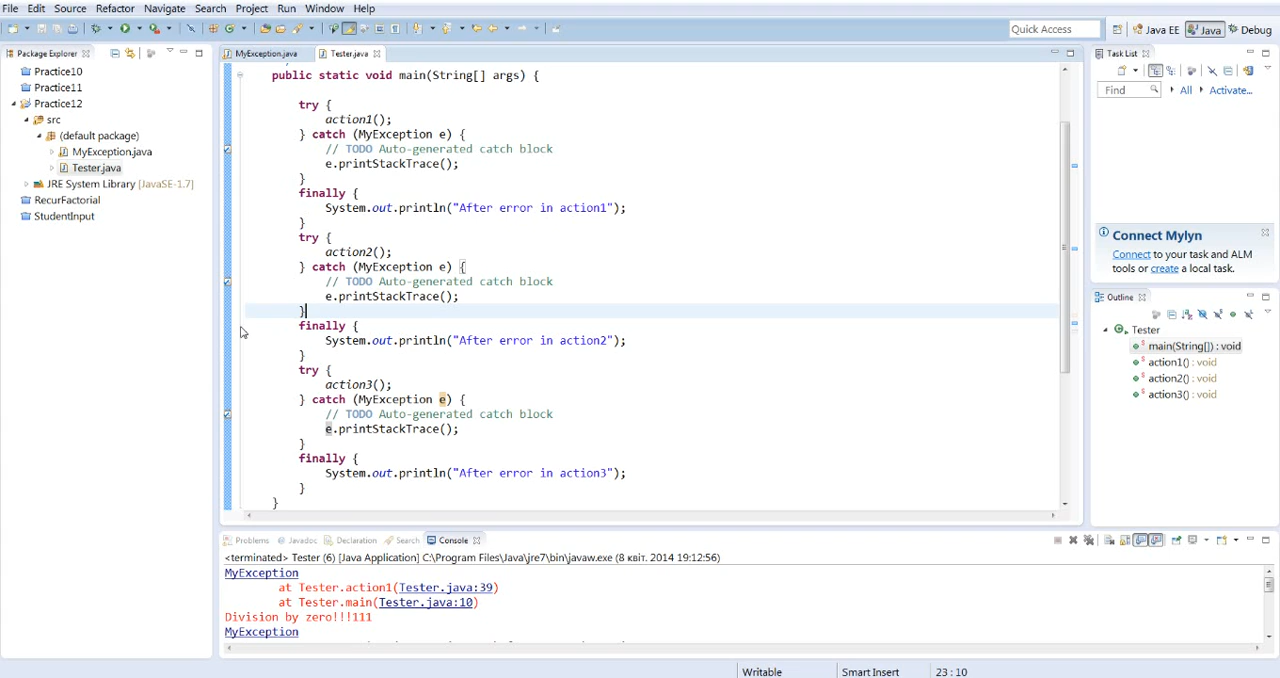 File Edit Source Refactor Navigate Search Project Run Window Help
Quick Access
Java EE Java Debug
Package Explorer
Practice10
Practice11
Practice12
src
(default package)
MyException.java
Tester.java
JRE System Library [JavaSE-1.7]
RecurFactorial
StudentInput
MyException.java Tester.java
public static void main(String[] args) {
try {
action1();
} catch (MyException e) {
// TODO Auto-generated catch block
e.printStackTrace();
}
finally {
System.out.println("After error in action1");
}
try {
action2();
} catch (MyException e) {
// TODO Auto-generated catch block
e.printStackTrace();
}
finally {
System.out.println("After error in action2");
}
try {
action3();
} catch (MyException e) {
// TODO Auto-generated catch block
e.printStackTrace();
}
finally {
System.out.println("After error in action3");
}
}
Task List
Find All Activate...
Connect Mylyn
Connect to your task and ALM
tools or create a local task.
Outline
Tester
main(String[]) : void
action1() : void
action2() : void
action3() : void
Problems Javadoc Declaration Search Console
<terminated> Tester (6) [Java Application] C:\Program Files\Java\jre7\bin\javaw.exe (8 квіт. 2014 19:12:56)
MyException
at Tester.action1(Tester.java:39)
at Tester.main(Tester.java:10)
Division by zero!!!111
MyException
Writable Smart Insert 23 : 10